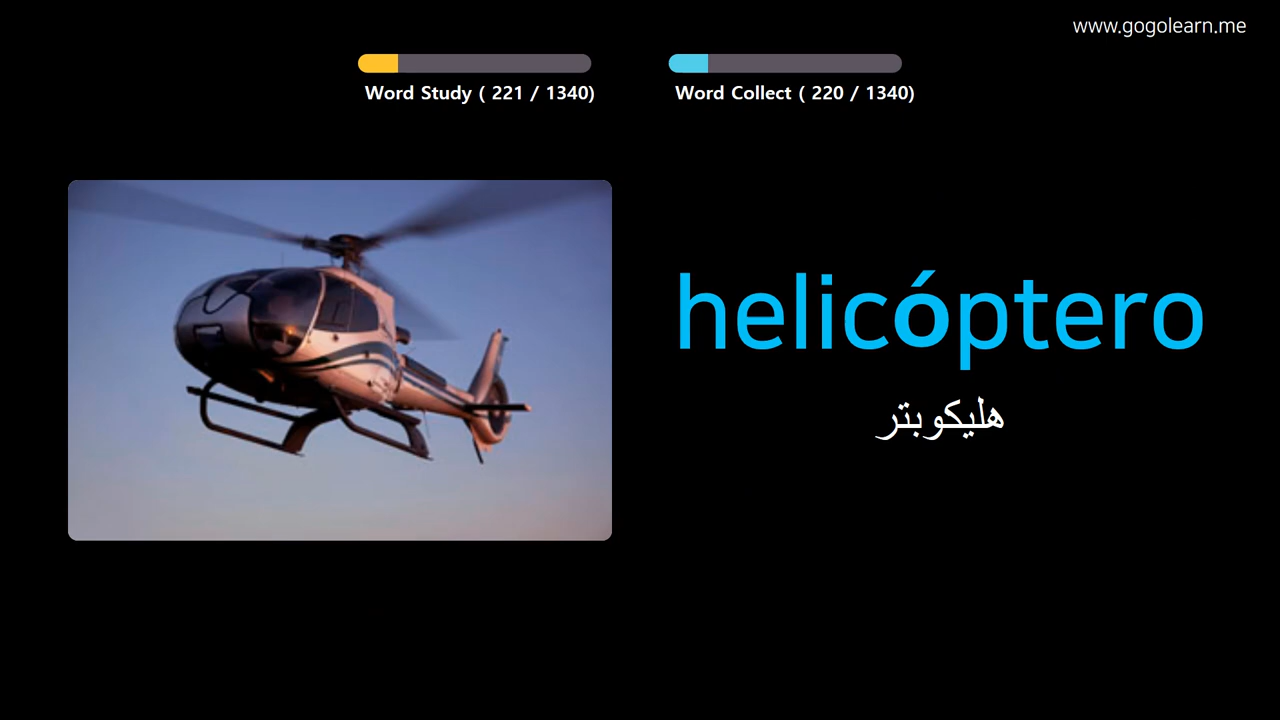 www.gogolearn.me
Word Study ( 221 / 1340)
Word Collect ( 220 / 1340)
helicóptero
هليكوبتر